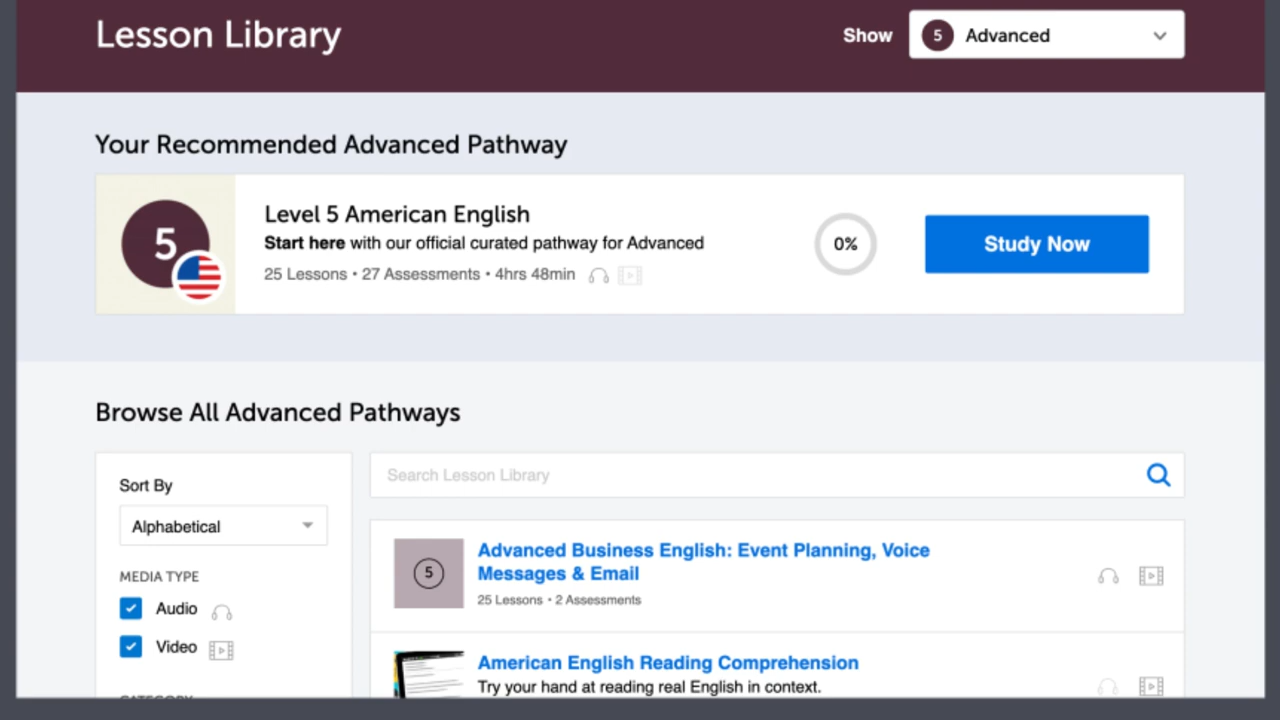 Lesson Library
Show
5 Advanced
Your Recommended Advanced Pathway
5
Level 5 American English
Start here with our official curated pathway for Advanced
25 Lessons • 27 Assessments • 4hrs 48min
0%
Study Now
Browse All Advanced Pathways
Sort By
Alphabetical
MEDIA TYPE
Audio
Video
CATEGORY
Search Lesson Library
5
Advanced Business English: Event Planning, Voice
Messages & Email
25 Lessons • 2 Assessments
American English Reading Comprehension
Try your hand at reading real English in context.